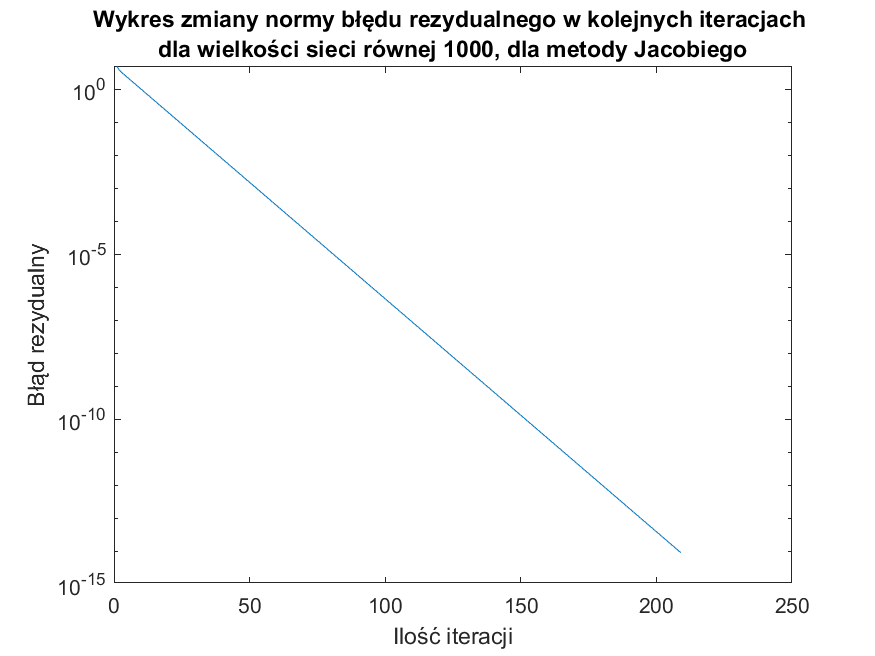 Wykres zmiany normy błędu rezydualnego w kolejnych iteracjach
dla wielkości sieci równej 1000, dla metody Jacobiego
10^0
10^-5
10^-10
10^-15
Błąd rezydualny
0 50 100 150 200 250
Ilość iteracji